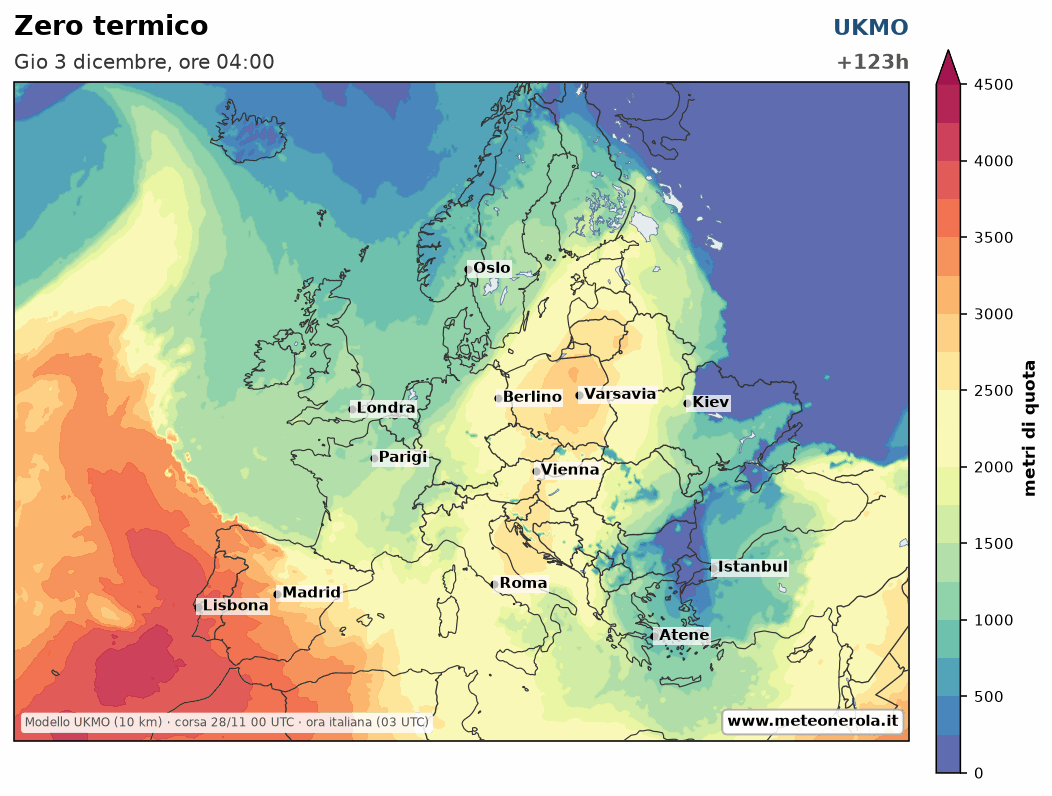 Zero termico
UKMO
Gio 3 dicembre, ore 04:00
+123h
Oslo
Londra
Berlino
Varsavia
Kiev
Parigi
Vienna
Istanbul
Roma
Madrid
Lisbona
Atene
Modello UKMO (10 km) · corsa 28/11 00 UTC · ora italiana (03 UTC)
www.meteonerola.it
4500
4000
3500
3000
2500
2000
1500
1000
500
0
metri di quota